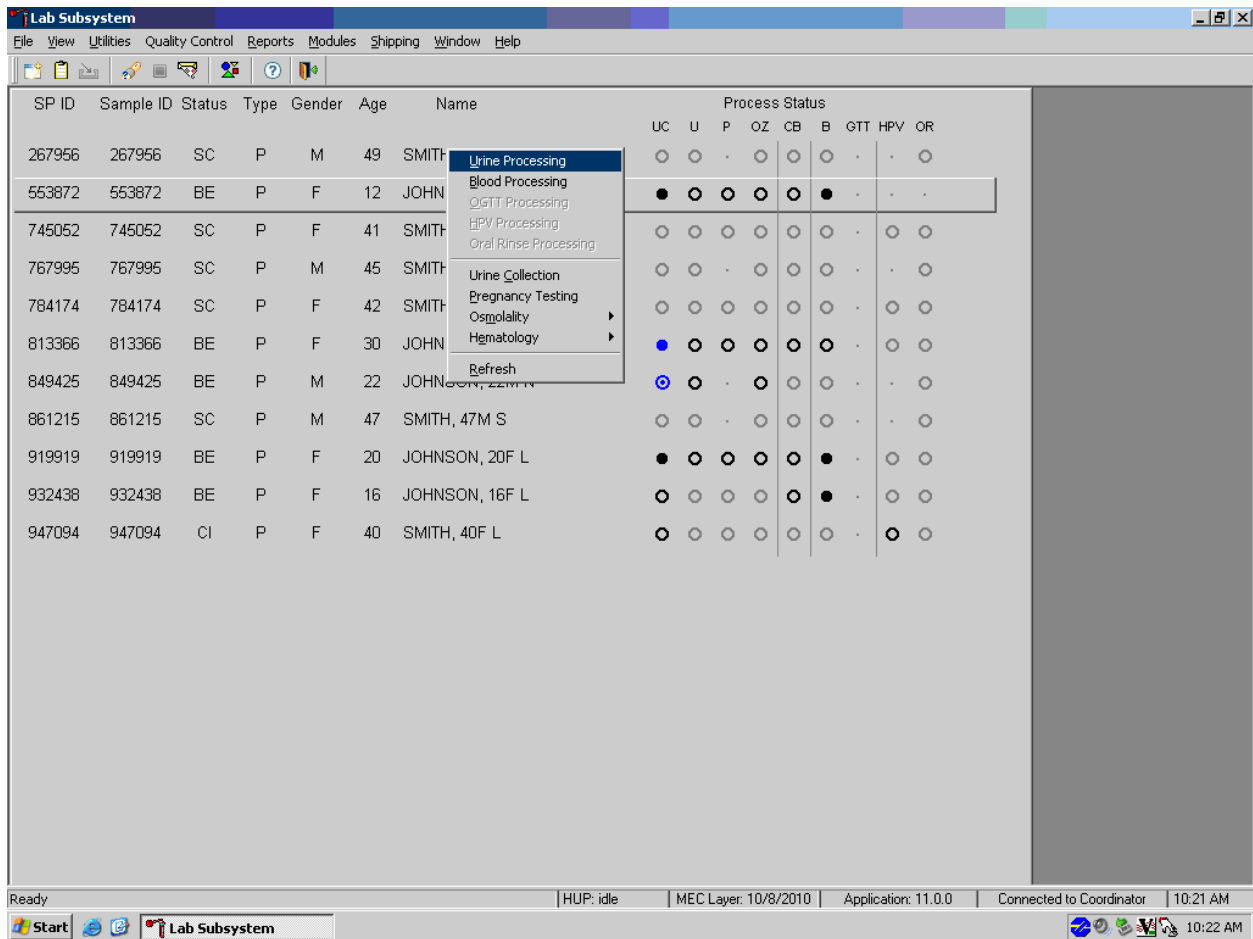 Lab Subsystem
File View Utilities Quality Control Reports Modules Shipping Window Help
SP ID Sample ID Status Type Gender Age Name Process Status
UC U P OZ CB B GTT HPV OR
267956 267956 SC P M 49 SMITH
553872 553872 BE P F 12 JOHN
745052 745052 SC P F 41 SMITH
767995 767995 SC P M 45 SMITH
784174 784174 SC P F 42 SMITH
813366 813366 BE P F 30 JOHN
849425 849425 BE P M 22 JOHNSON, 22M N
861215 861215 SC P M 47 SMITH, 47M S
919919 919919 BE P F 20 JOHNSON, 20F L
932438 932438 BE P F 16 JOHNSON, 16F L
947094 947094 CI P F 40 SMITH, 40F L
Urine Processing
Blood Processing
OGTT Processing
HPV Processing
Oral Rinse Processing
Urine Collection
Pregnancy Testing
Osmolality
Hematology
Refresh
Ready HUP: idle MEC Layer: 10/8/2010 Application: 11.0.0 Connected to Coordinator 10:21 AM
Start Lab Subsystem 10:22 AM